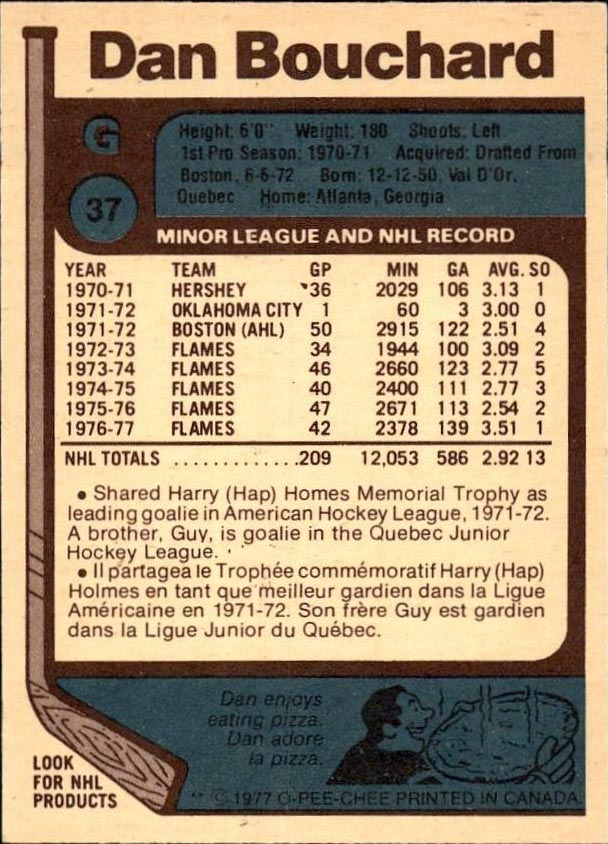 Dan Bouchard
G
37
Height: 6'0" Weight: 180 Shoots: Left
1st Pro Season: 1970-71 Acquired: Drafted From
Boston, 6-6-72 Born: 12-12-50, Val D'Or,
Quebec Home: Atlanta, Georgia
MINOR LEAGUE AND NHL RECORD
YEAR TEAM GP MIN GA AVG. SO
1970-71 HERSHEY 36 2029 106 3.13 1
1971-72 OKLAHOMA CITY 1 60 3 3.00 0
1971-72 BOSTON (AHL) 50 2915 122 2.51 4
1972-73 FLAMES 34 1944 100 3.09 2
1973-74 FLAMES 46 2660 123 2.77 5
1974-75 FLAMES 40 2400 111 2.77 3
1975-76 FLAMES 47 2671 113 2.54 2
1976-77 FLAMES 42 2378 139 3.51 1
NHL TOTALS ............209 12,053 586 2.92 13
• Shared Harry (Hap) Homes Memorial Trophy as
leading goalie in American Hockey League, 1971-72.
A brother, Guy, is goalie in the Quebec Junior
Hockey League.
• Il partagea le Trophée commémoratif Harry (Hap)
Holmes en tant que meilleur gardien dans la Ligue
Américaine en 1971-72. Son frère Guy est gardien
dans la Ligue Junior du Québec.
Dan enjoys
eating pizza.
Dan adore
la pizza.
LOOK
FOR NHL
PRODUCTS
** © 1977 O-PEE-CHEE PRINTED IN CANADA